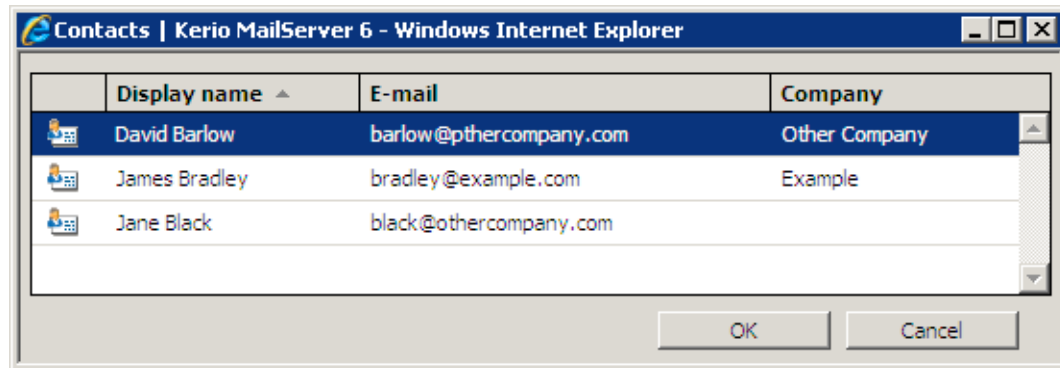 Contacts | Kerio MailServer 6 - Windows Internet Explorer
Display name E-mail Company
David Barlow barlow@pthercompany.com Other Company
James Bradley bradley@example.com Example
Jane Black black@othercompany.com
OK Cancel